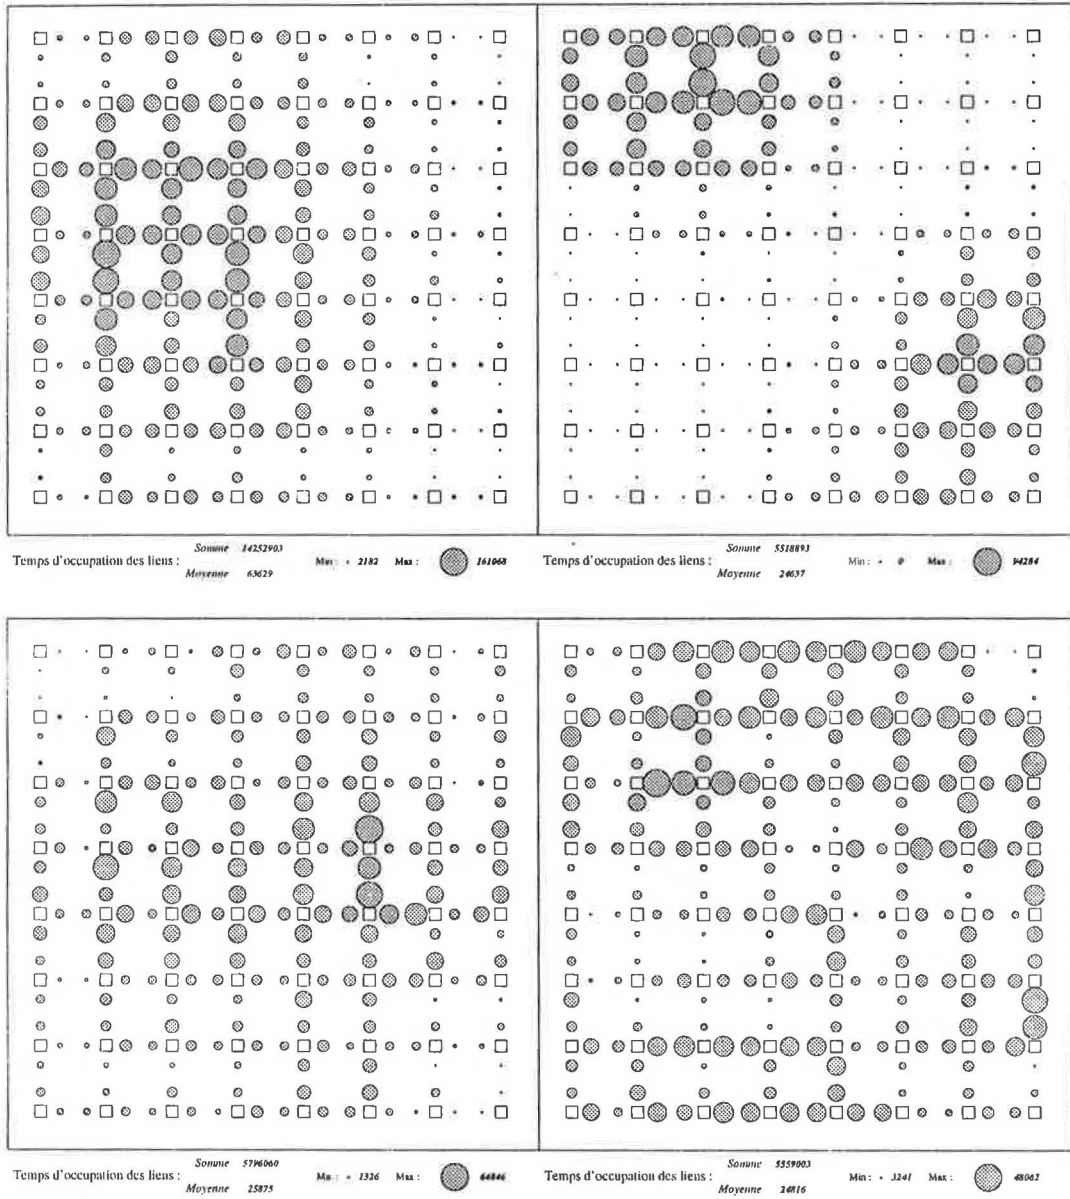 Somme 14252903
Temps d'occupation des liens : Min : 2182 Max : 161068
Moyenne 63629
Somme 5518893
Temps d'occupation des liens : Min : 0 Max : 94284
Moyenne 24637
Somme 5796060
Temps d'occupation des liens : Min : 1326 Max : 64846
Moyenne 25875
Somme 5559003
Temps d'occupation des liens : Min : 3241 Max : 48062
Moyenne 24816